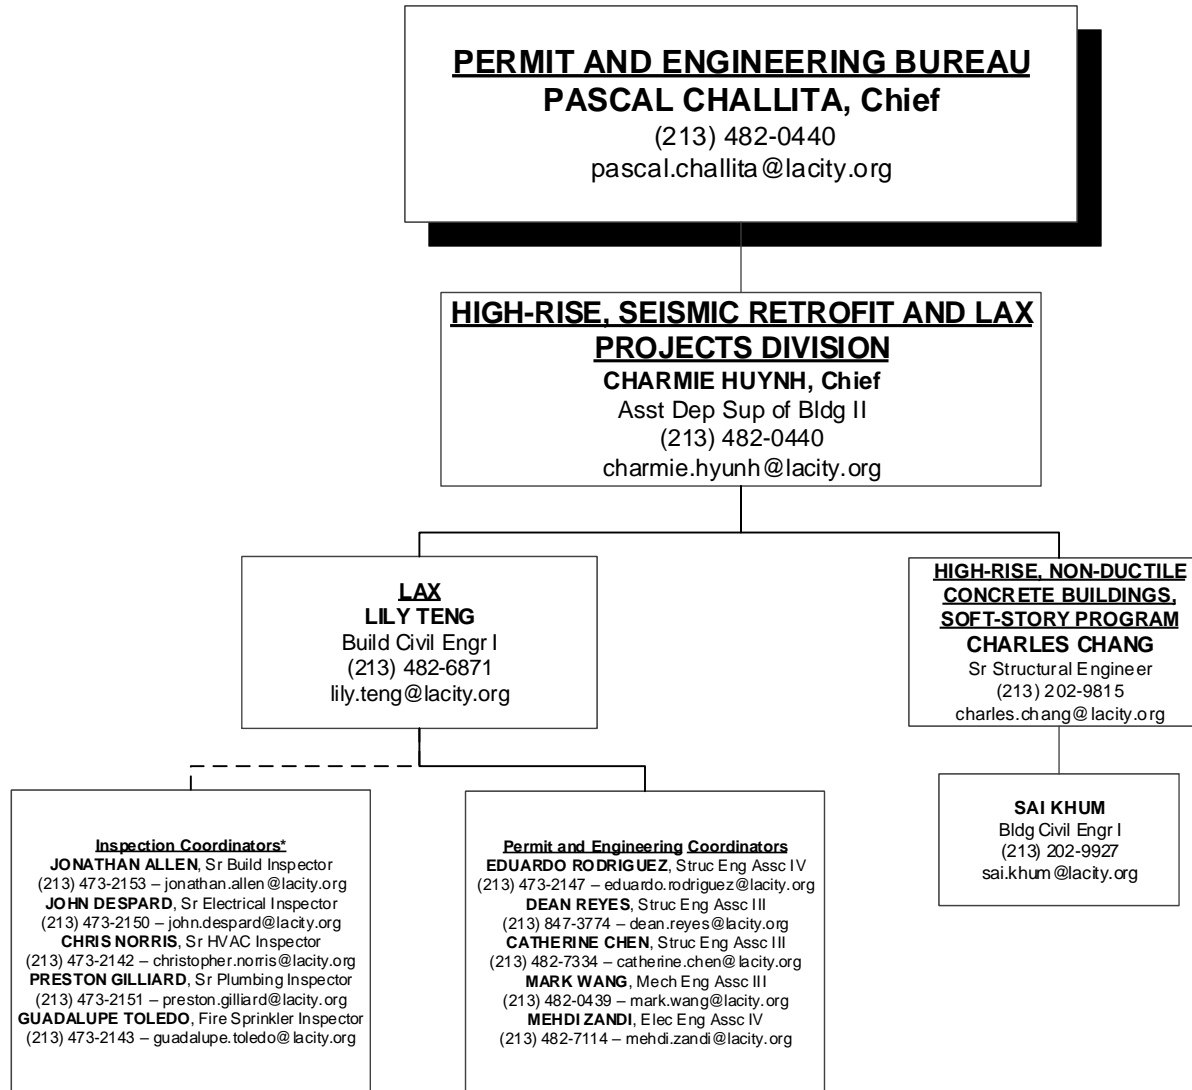 PERMIT AND ENGINEERING BUREAU
PASCAL CHALLITA, Chief
(213) 482-0440
pascal.challita@lacity.org
HIGH-RISE, SEISMIC RETROFIT AND LAX
PROJECTS DIVISION
CHARMIE HUYNH, Chief
Asst Dep Sup of Bldg II
(213) 482-0440
charmie.hyunh@lacity.org
LAX
LILY TENG
Build Civil Engr I
(213) 482-6871
lily.teng@lacity.org
HIGH-RISE, NON-DUCTILE
CONCRETE BUILDINGS,
SOFT-STORY PROGRAM
CHARLES CHANG
Sr Structural Engineer
(213) 202-9815
charles.chang@lacity.org
Inspection Coordinators*
JONATHAN ALLEN, Sr Build Inspector
(213) 473-2153 – jonathan.allen@lacity.org
JOHN DESPARD, Sr Electrical Inspector
(213) 473-2150 – john.despard@lacity.org
CHRIS NORRIS, Sr HVAC Inspector
(213) 473-2142 – christopher.norris@lacity.org
PRESTON GILLIARD, Sr Plumbing Inspector
(213) 473-2151 – preston.gilliard@lacity.org
GUADALUPE TOLEDO, Fire Sprinkler Inspector
(213) 473-2143 – guadalupe.toledo@lacity.org
Permit and Engineering Coordinators
EDUARDO RODRIGUEZ, Struc Eng Assc IV
(213) 473-2147 – eduardo.rodriguez@lacity.org
DEAN REYES, Struc Eng Assc III
(213) 847-3774 – dean.reyes@lacity.org
CATHERINE CHEN, Struc Eng Assc III
(213) 482-7334 – catherine.chen@lacity.org
MARK WANG, Mech Eng Assc III
(213) 482-0439 – mark.wang@lacity.org
MEHDI ZANDI, Elec Eng Assc IV
(213) 482-7114 – mehdi.zandi@lacity.org
SAI KHUM
Bldg Civil Engr I
(213) 202-9927
sai.khum@lacity.org